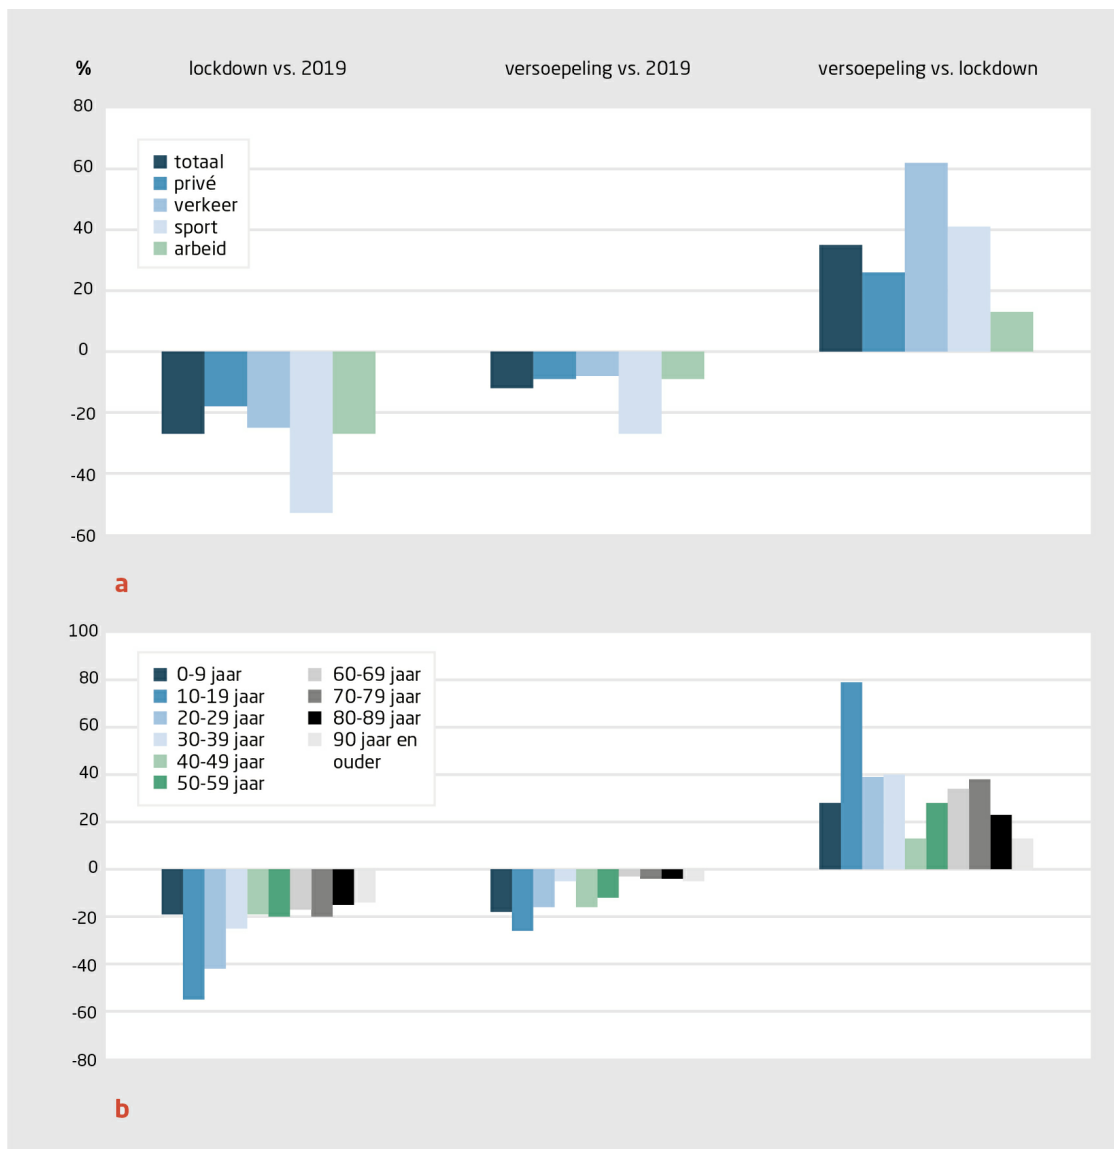 % lockdown vs. 2019 versoepeling vs. 2019 versoepeling vs. lockdown
80
60
40
20
0
-20
-40
-60
totaal
privé
verkeer
sport
arbeid
a
100
80
60
40
20
0
-20
-40
-60
-80
0-9 jaar
10-19 jaar
20-29 jaar
30-39 jaar
40-49 jaar
50-59 jaar
60-69 jaar
70-79 jaar
80-89 jaar
90 jaar en
ouder
b